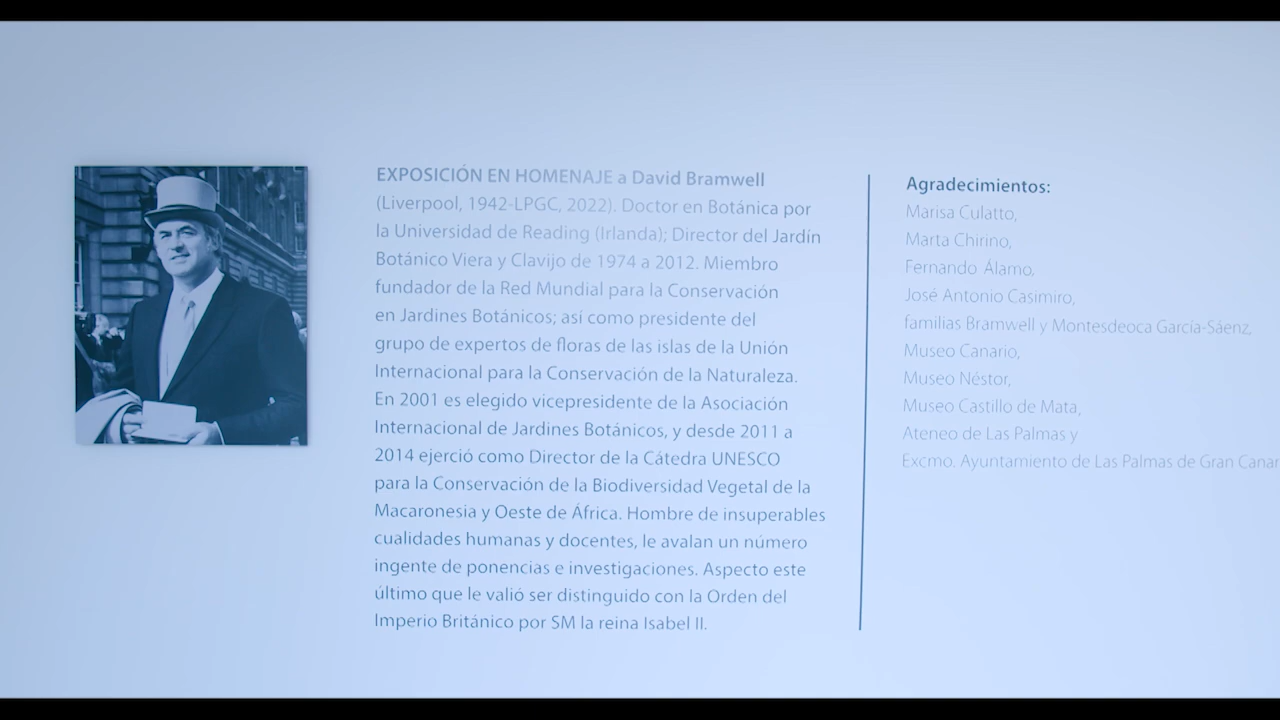 EXPOSICIÓN EN HOMENAJE a David Bramwell
(Liverpool, 1942-LPGC, 2022). Doctor en Botánica por
la Universidad de Reading (Irlanda); Director del Jardín
Botánico Viera y Clavijo de 1974 a 2012. Miembro
fundador de la Red Mundial para la Conservación
en Jardines Botánicos; así como presidente del
grupo de expertos de floras de las islas de la Unión
Internacional para la Conservación de la Naturaleza.
En 2001 es elegido vicepresidente de la Asociación
Internacional de Jardines Botánicos, y desde 2011 a
2014 ejerció como Director de la Cátedra UNESCO
para la Conservación de la Biodiversidad Vegetal de la
Macaronesia y Oeste de África. Hombre de insuperables
cualidades humanas y docentes, le avalan un número
ingente de ponencias e investigaciones. Aspecto este
último que le valió ser distinguido con la Orden del
Imperio Británico por SM la reina Isabel II.
Agradecimientos:
Marisa Culatto,
Marta Chirino,
Fernando Álamo,
José Antonio Casimiro,
familias Bramwell y Montesdeoca García-Sáenz,
Museo Canario,
Museo Néstor,
Museo Castillo de Mata,
Ateneo de Las Palmas y
Excmo. Ayuntamiento de Las Palmas de Gran Canar